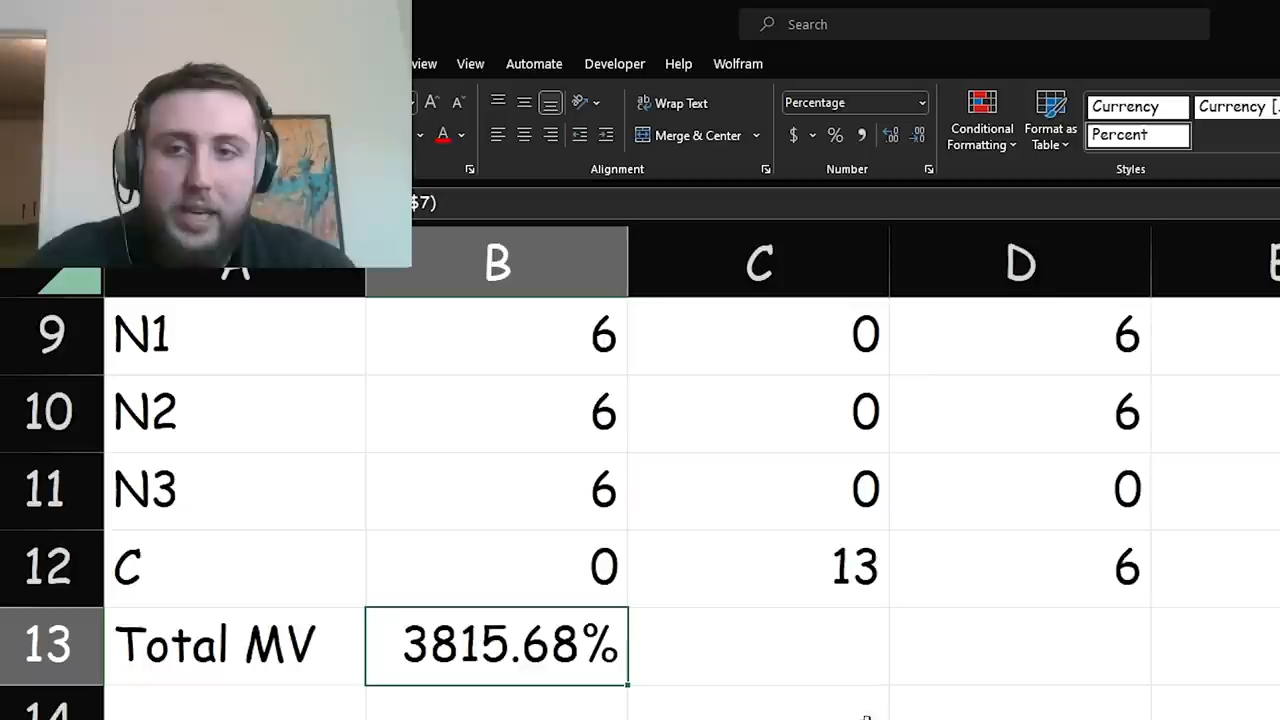 Search
view View Automate Developer Help Wolfram
A A Wrap Text Percentage Conditional Formatting Format as Table Currency Currency [
A Merge & Center $ % Percent
Alignment Number Styles
$7)
A B C D E
9 N1 6 0 6
10 N2 6 0 6
11 N3 6 0 0
12 C 0 13 6
13 Total MV 3815.68%
14